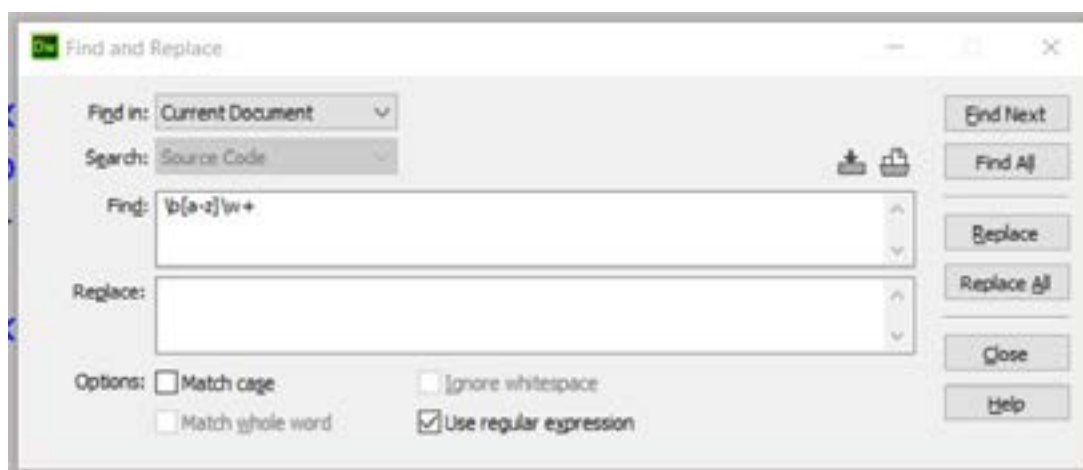 Dw Find and Replace
Find in: Current Document
Find Next
Search: Source Code
Find All
Find: \b[a-z]\w+
Replace
Replace:
Replace All
Close
Options: Match case Ignore whitespace
Help
Match whole word Use regular expression